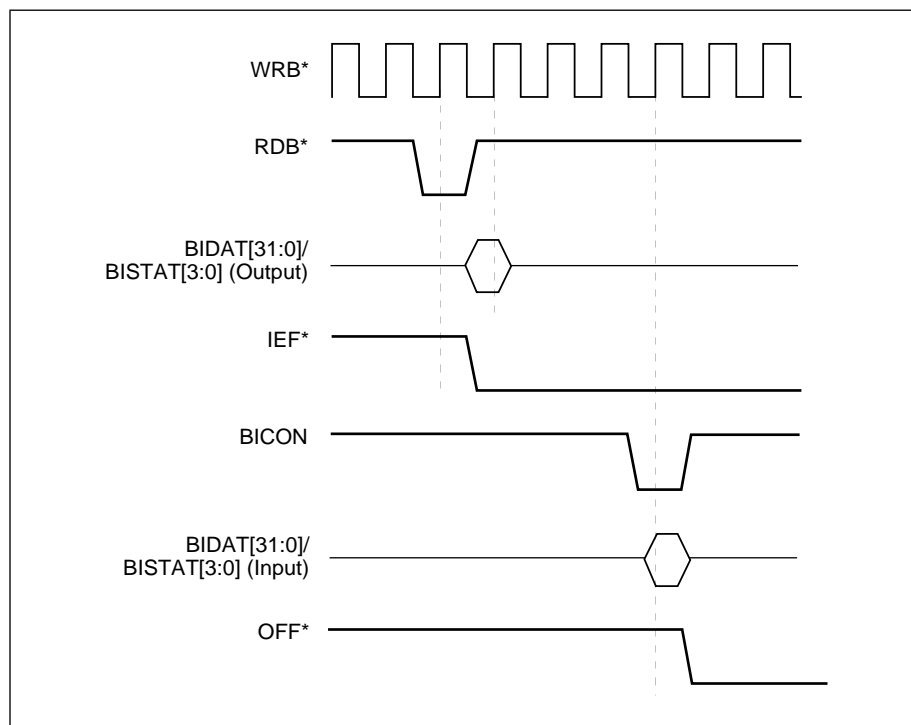 WRB*
RDB*
BIDAT[31:0]/
BISTAT[3:0] (Output)
IEF*
BICON
BIDAT[31:0]/
BISTAT[3:0] (Input)
OFF*